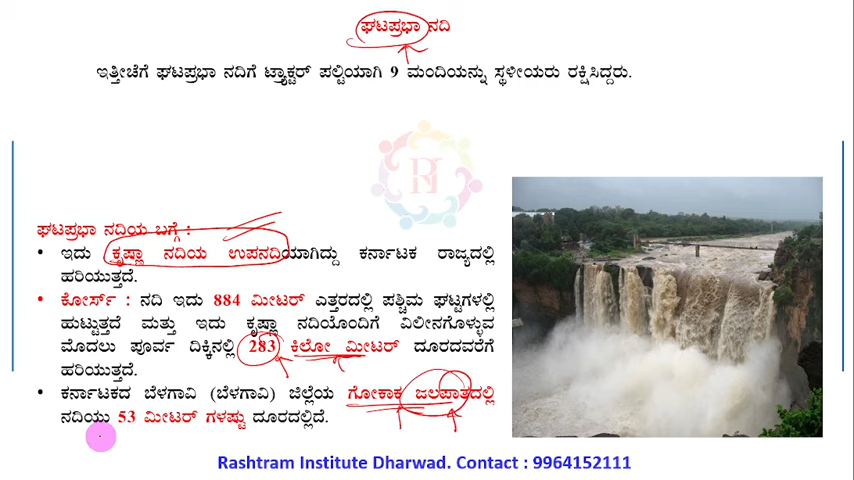 ಘಟಪ್ರಭಾ ನದಿ
ಇತ್ತೀಚೆಗೆ ಘಟಪ್ರಭಾ ನದಿಗೆ ಟ್ರ್ಯಾಕ್ಟರ್ ಪಲ್ಟಿಯಾಗಿ 9 ಮಂದಿಯನ್ನು ಸ್ಥಳೀಯರು ರಕ್ಷಿಸಿದ್ದರು.
ಘಟಪ್ರಭಾ ನದಿಯ ಬಗ್ಗೆ :
• ಇದು ಕೃಷ್ಣಾ ನದಿಯ ಉಪನದಿಯಾಗಿದ್ದು ಕರ್ನಾಟಕ ರಾಜ್ಯದಲ್ಲಿ
ಹರಿಯುತ್ತದೆ.
• ಕೋರ್ಸ್ : ನದಿ ಇದು 884 ಮೀಟರ್ ಎತ್ತರದಲ್ಲಿ ಪಶ್ಚಿಮ ಘಟ್ಟಗಳಲ್ಲಿ
ಹುಟ್ಟುತ್ತದೆ ಮತ್ತು ಇದು ಕೃಷ್ಣಾ ನದಿಯೊಂದಿಗೆ ವಿಲೀನಗೊಳ್ಳುವ
ಮೊದಲು ಪೂರ್ವ ದಿಕ್ಕಿನಲ್ಲಿ 283 ಕಿಲೋ ಮೀಟರ್ ದೂರದವರೆಗೆ
ಹರಿಯುತ್ತದೆ.
• ಕರ್ನಾಟಕದ ಬೆಳಗಾವಿ (ಬೆಳಗಾವಿ) ಜಿಲ್ಲೆಯ ಗೋಕಾಕ ಜಲಪಾತದಲ್ಲಿ
ನದಿಯು 53 ಮೀಟರ್ ಗಳಷ್ಟು ದೂರದಲ್ಲಿದೆ.
Rashtram Institute Dharwad. Contact : 9964152111